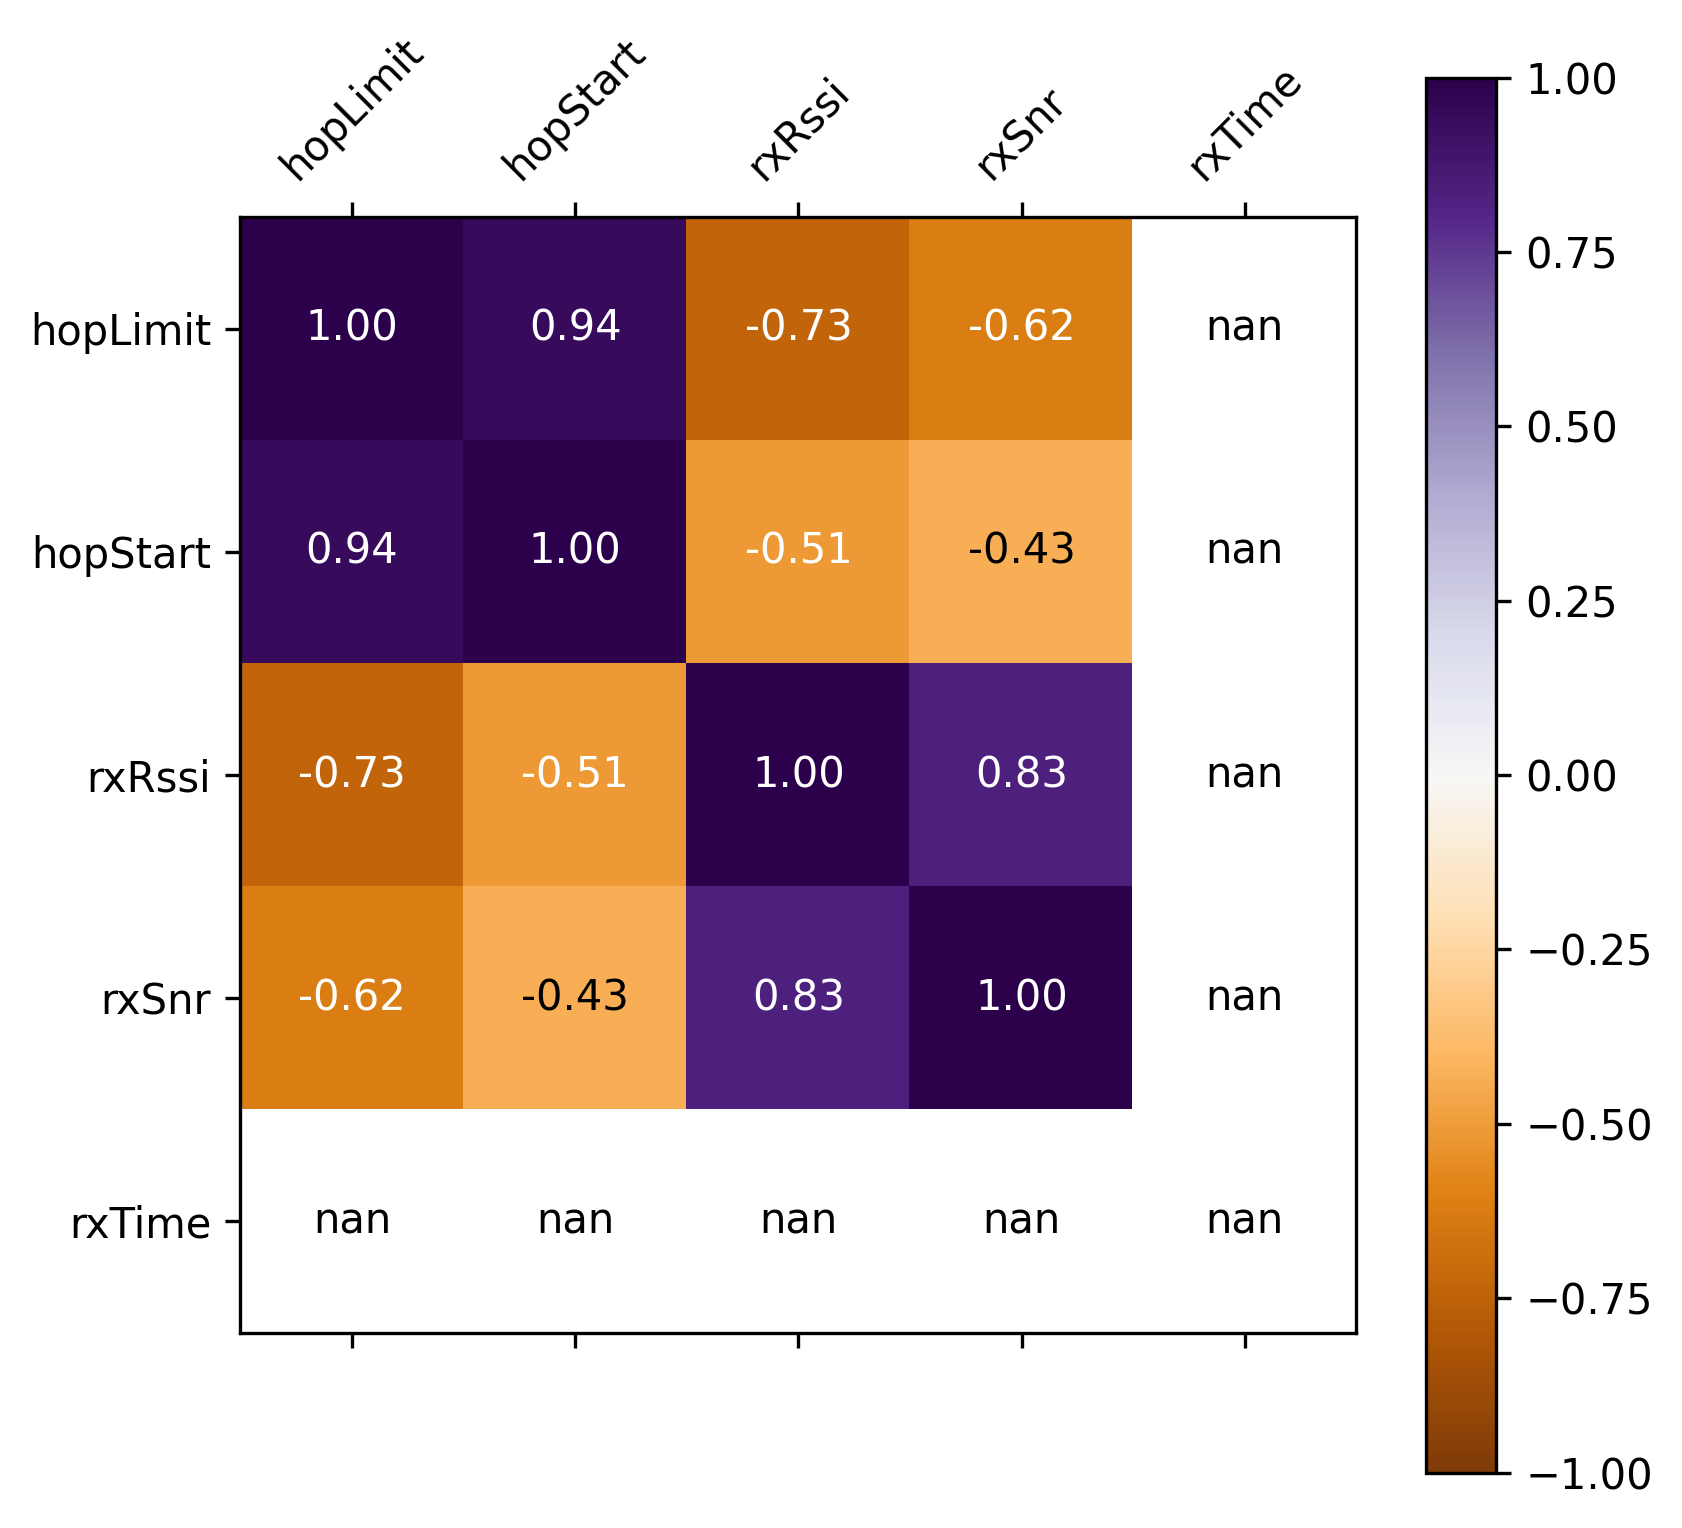 hopLimit hopStart rxRssi rxSnr rxTime
hopLimit 1.00 0.94 -0.73 -0.62 nan
hopStart 0.94 1.00 -0.51 -0.43 nan
rxRssi -0.73 -0.51 1.00 0.83 nan
rxSnr -0.62 -0.43 0.83 1.00 nan
rxTime nan nan nan nan nan
1.00
0.75
0.50
0.25
0.00
−0.25
−0.50
−0.75
−1.00